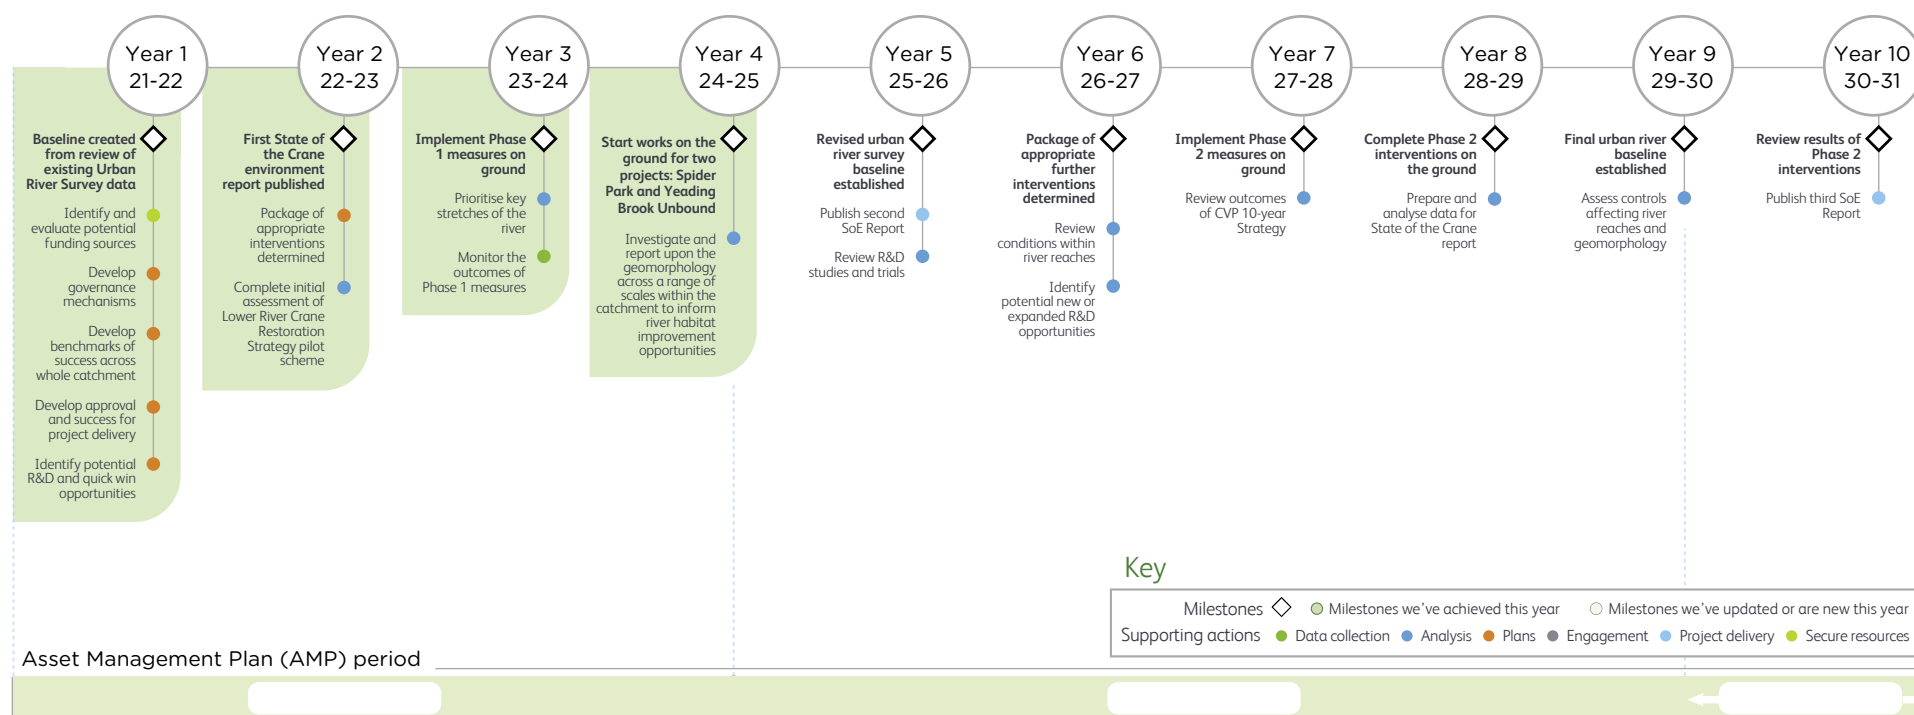 Year 1
21-22
Year 2
22-23
Year 3
23-24
Year 4
24-25
Year 5
25-26
Year 6
26-27
Year 7
27-28
Year 8
28-29
Year 9
29-30
Year 10
30-31
Baseline created
from review of
existing Urban
River Survey data
Identify and
evaluate potential
funding sources
Develop
governance
mechanisms
Develop
benchmarks of
success across
whole catchment
Develop approval
and success for
project delivery
Identify potential
R&D and quick win
opportunities
First State of
the Crane
environment
report published
Package of
appropriate
interventions
determined
Complete initial
assessment of
Lower River Crane
Restoration
Strategy pilot
scheme
Implement Phase
1 measures on
ground
Prioritise key
stretches of the
river
Monitor the
outcomes of
Phase 1 measures
Start works on the
ground for two
projects: Spider
Park and Yeading
Brook Unbound
Investigate and
report upon the
geomorphology
across a range of
scales within the
catchment to inform
river habitat
improvement
opportunities
Revised urban
river survey
baseline
established
Publish second
SoE Report
Review R&D
studies and trials
Package of
appropriate
further
interventions
determined
Review
conditions within
river reaches
Identify
potential new or
expanded R&D
opportunities
Implement Phase
2 measures on
ground
Review outcomes
of CVP 10-year
Strategy
Complete Phase 2
interventions on
the ground
Prepare and
analyse data for
State of the Crane
report
Final urban river
baseline
established
Assess controls
affecting river
reaches and
geomorphology
Review results of
Phase 2
interventions
Publish third SoE
Report
Key
Milestones Milestones we've achieved this year Milestones we've updated or are new this year
Supporting actions Data collection Analysis Plans Engagement Project delivery Secure resources
Asset Management Plan (AMP) period